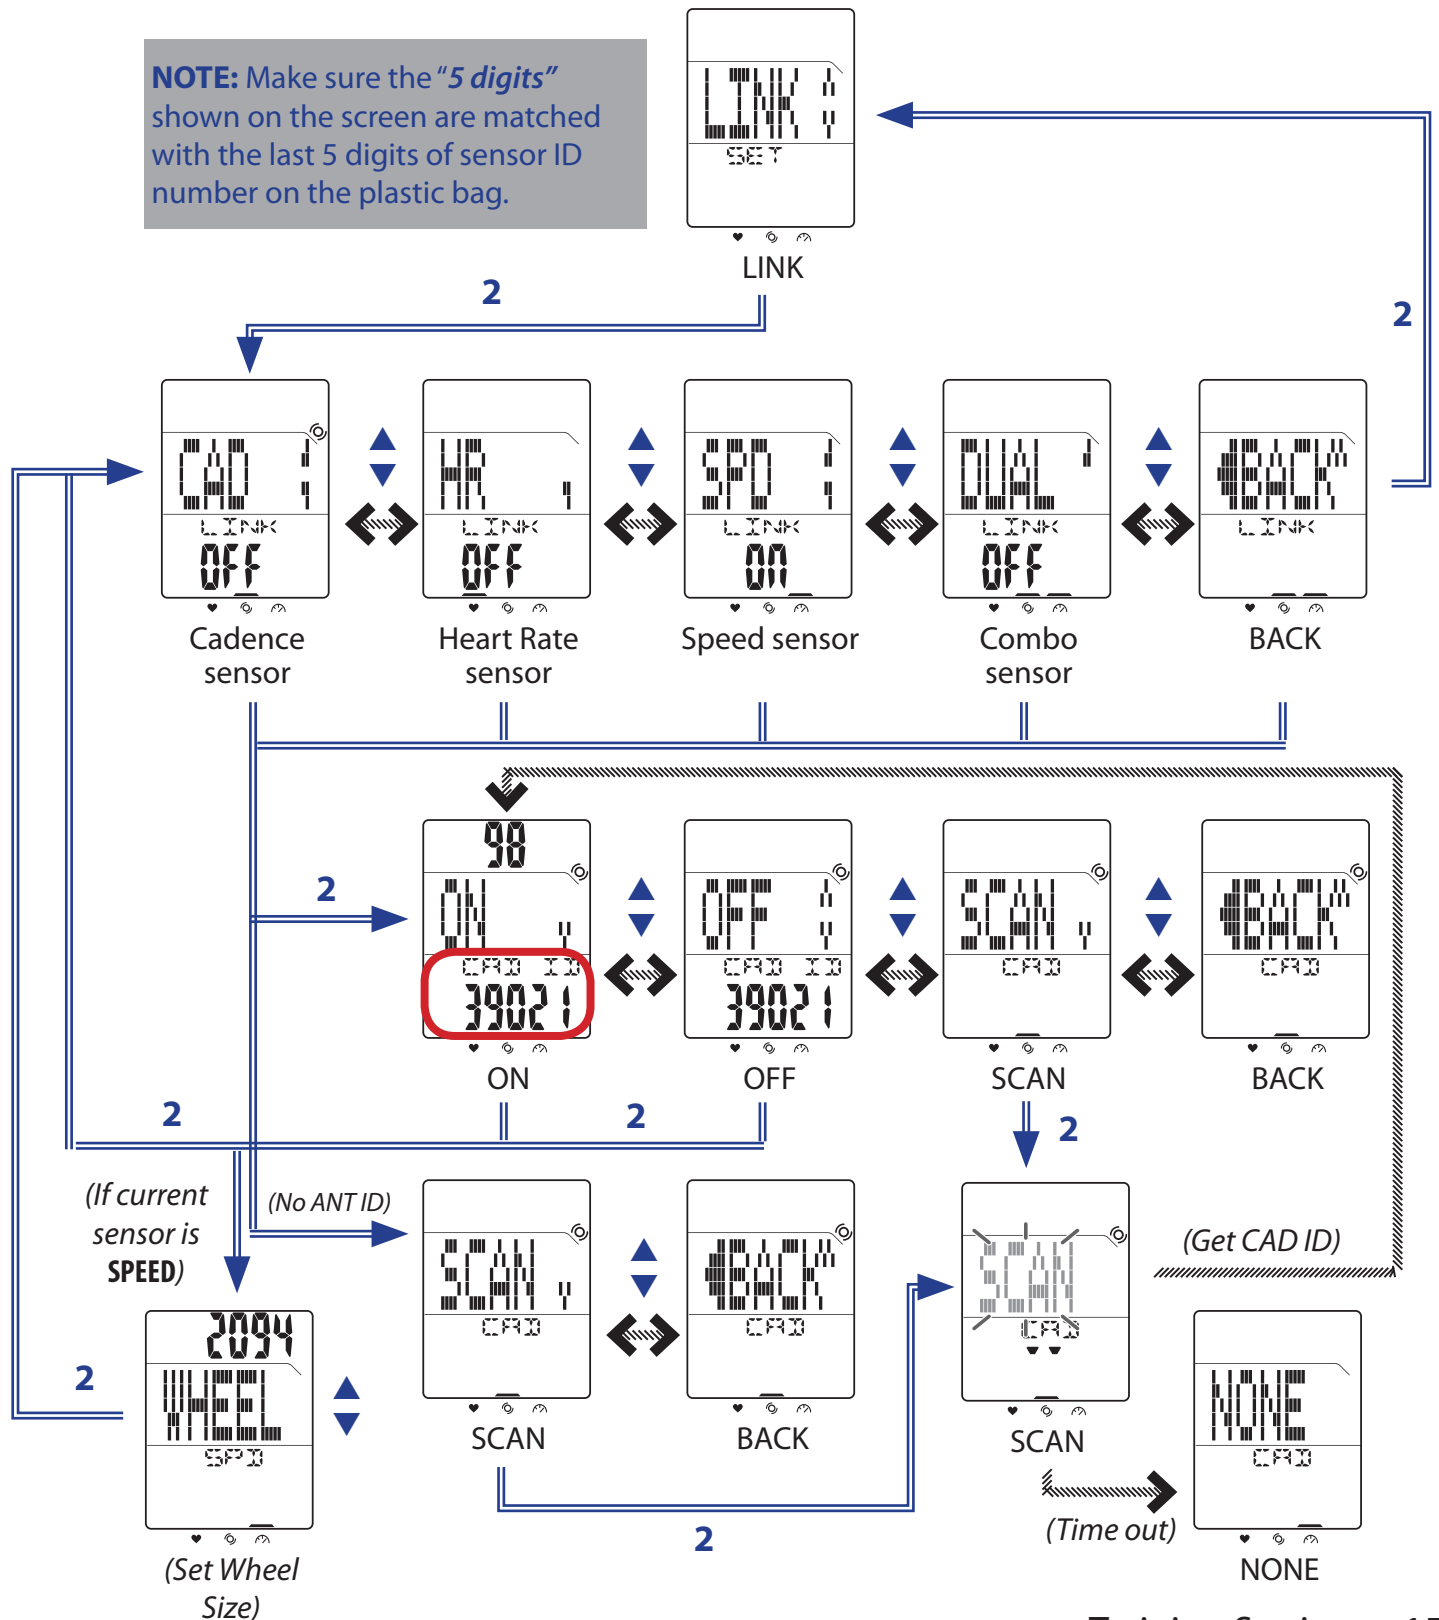 NOTE: Make sure the “5 digits”
shown on the screen are matched
with the last 5 digits of sensor ID
number on the plastic bag.
LINK
SET
LINK
2
2
CAD
LINK
OFF
HR
LINK
OFF
SPD
LINK
ON
DUAL
LINK
OFF
BACK
LINK
Cadence
sensor
Heart Rate
sensor
Speed sensor
Combo
sensor
BACK
2
98
ON
CAD ID
39021
OFF
CAD ID
39021
SCAN
CAD
BACK
CAD
ON
OFF
SCAN
BACK
2
2
2
(If current
sensor is
SPEED)
(No ANT ID)
SCAN
CAD
BACK
CAD
SCAN
CAD
(Get CAD ID)
2094
WHEEL
SPD
2
NONE
CAD
SCAN
BACK
SCAN
(Time out)
2
NONE
(Set Wheel
Size)